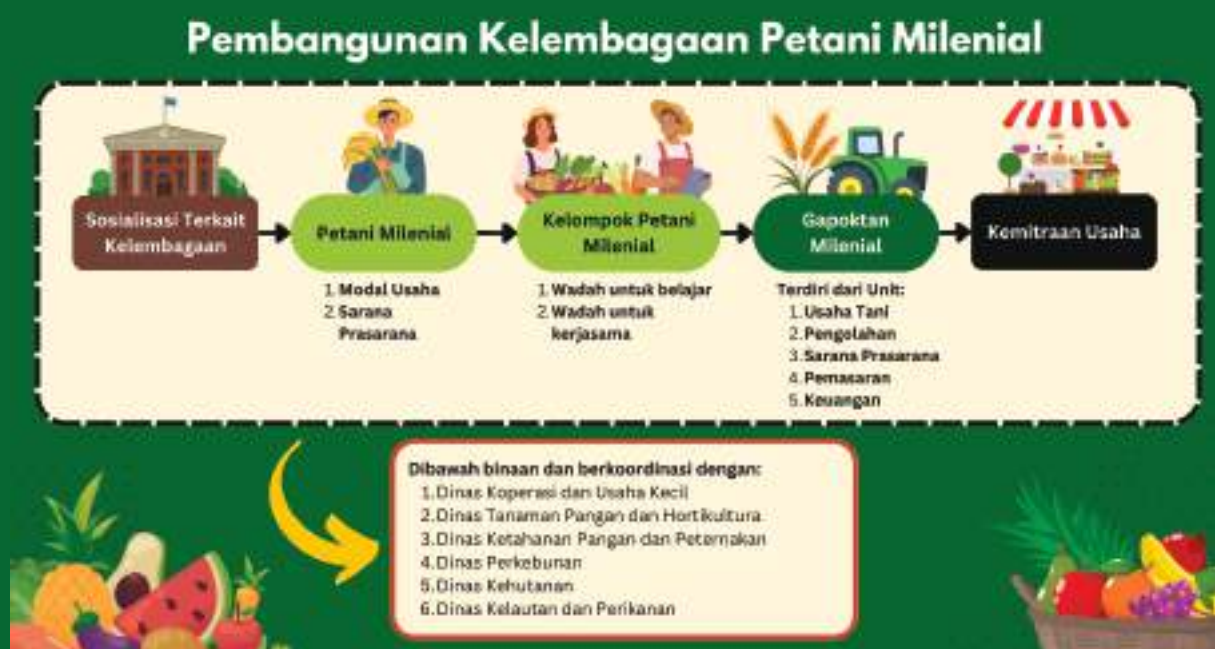 Pembangunan Kelembagaan Petani Milenial
Sosialisasi Terkait
Kelembagaan
Petani Milenial
1. Modal Usaha
2. Sarana
Prasarana
Kelompok Petani
Milenial
1. Wadah untuk belajar
2. Wadah untuk
kerjasama
Gapoktan
Milenial
Terdiri dari Unit:
1. Usaha Tani
2. Pengolahan
3. Sarana Prasarana
4. Pemasaran
5. Keuangan
Kemitraan Usaha
Dibawah binaan dan berkoordinasi dengan:
1. Dinas Koperasi dan Usaha Kecil
2. Dinas Tanaman Pangan dan Hortikultura
3. Dinas Ketahanan Pangan dan Peternakan
4. Dinas Perkebunan
5. Dinas Kehutanan
6. Dinas Kelautan dan Perikanan